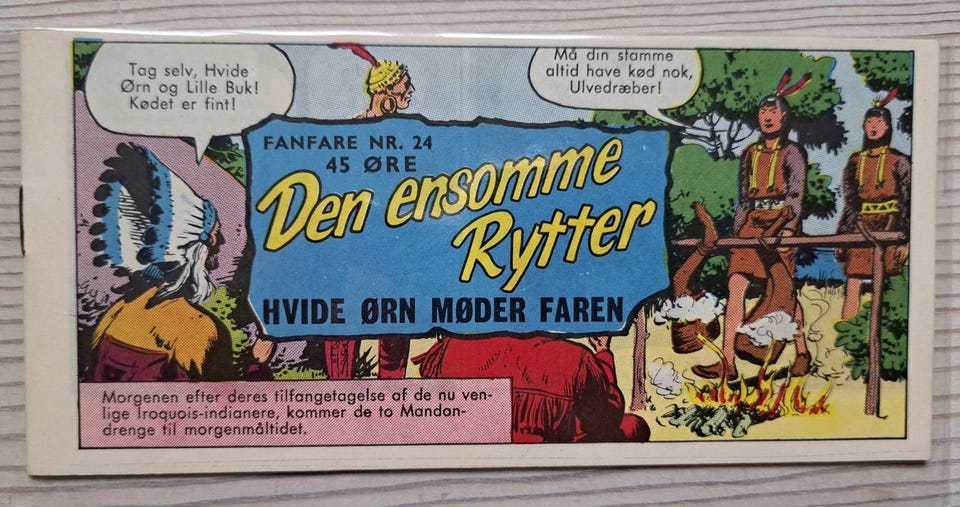 Tag selv, Hvide
Ørn og Lille Buk!
Kødet er fint!
Må din stamme
altid have kød nok,
Ulvedræber!
FANFARE NR. 24
45 ØRE
Den ensomme
Rytter
HVIDE ØRN MØDER FAREN
Morgenen efter deres tilfangetagelse af de nu ven-
lige Iroquois-indianere, kommer de to Mandan-
drenge til morgenmåltidet.